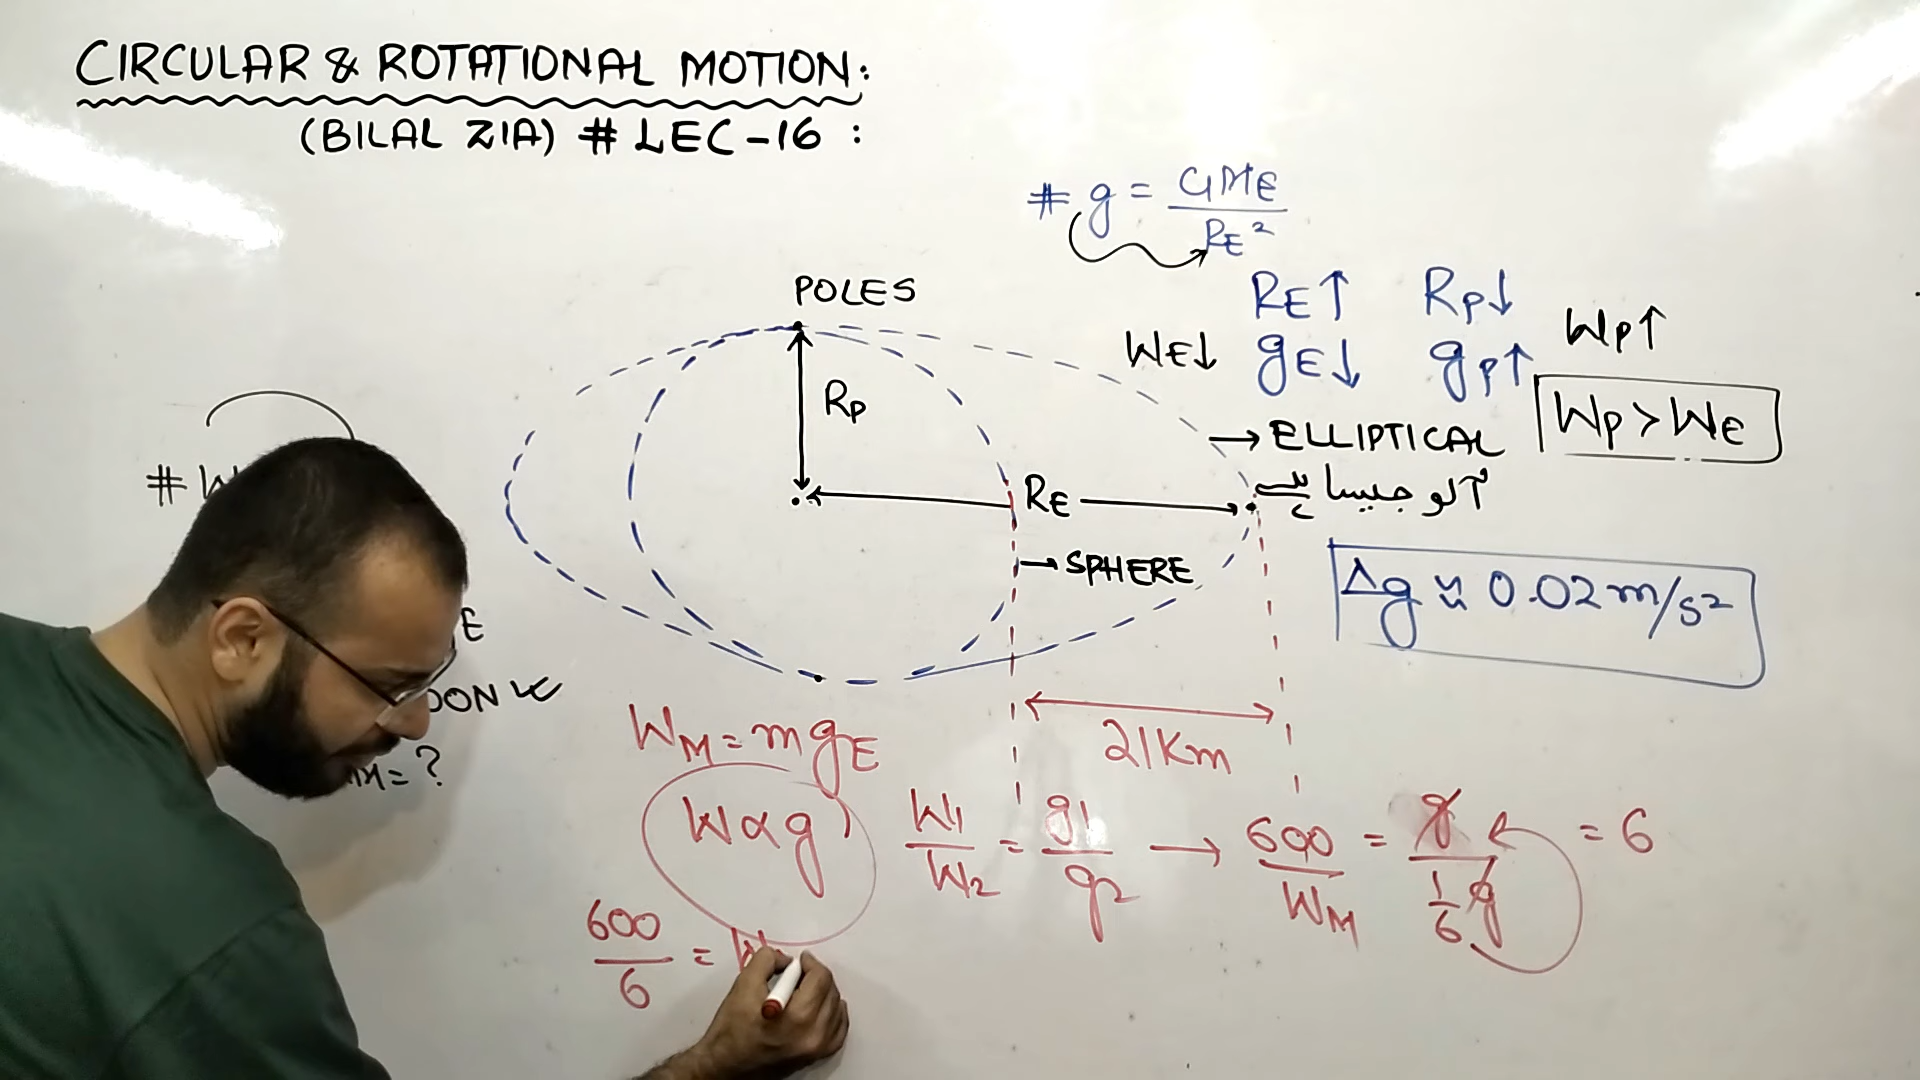 CIRCULAR & ROTATIONAL MOTION:
(BILAL ZIA) # LEC-16 :
# g = GME / RE²
POLES
RE↑ RP↓
WE↓ gE↓ gP↑ WP↑
WP > WE
RP
→ ELLIPTICAL
آلو جیسا
RE
→ SPHERE
Δg ≈ 0.02 m/s²
# W
E
OON
M = ?
21Km
WM = mgE
W α g
W1/W2 = g1/g2 → 600/WM = g / 1/6 g = 6
600/6 = W